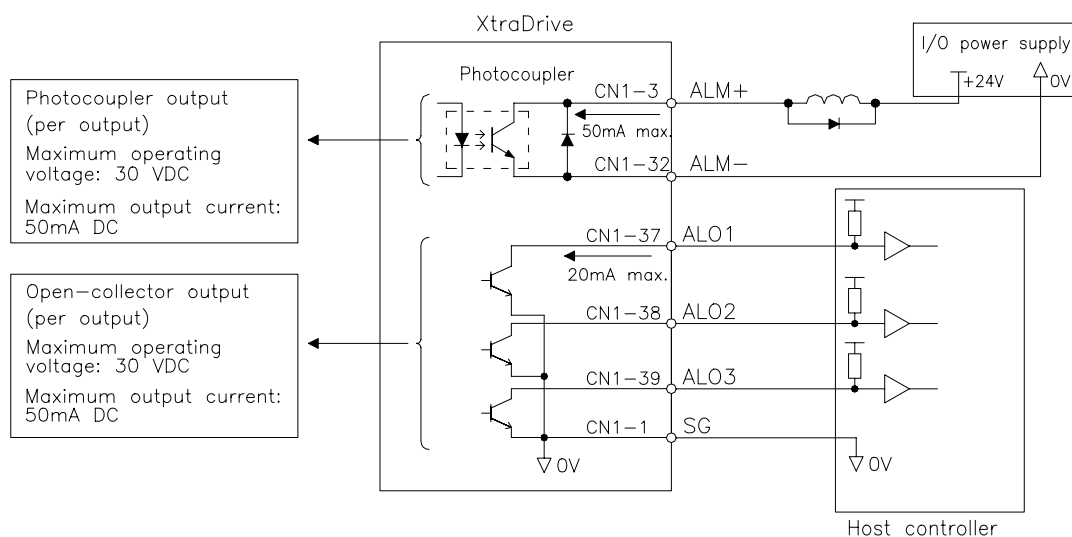 XtraDrive
I/O power supply
+24V
0V
Photocoupler
CN1-3
ALM+
50mA max.
CN1-32
ALM-
Photocoupler output
(per output)
Maximum operating
voltage: 30 VDC
Maximum output current:
50mA DC
CN1-37
ALO1
20mA max.
CN1-38
ALO2
CN1-39
ALO3
CN1-1
SG
0V
0V
Open-collector output
(per output)
Maximum operating
voltage: 30 VDC
Maximum output current:
50mA DC
Host controller